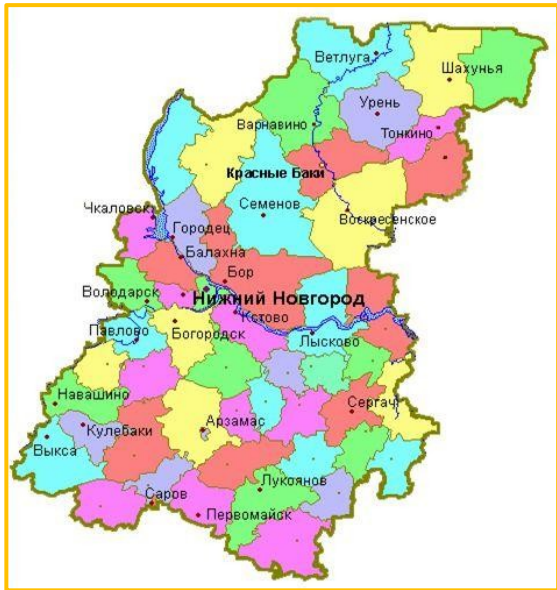 Ветлуга
Шахунья
Урень
Варнавино
Тонкино
Красные Баки
Семенов
Воскресенское
Чкаловск
Городец
Балахна
Бор
Володарск
Нижний Новгород
Кстово
Павлово
Богородск
Лысково
Навашино
Сергач
Кулебаки
Арзамас
Выкса
Лукоянов
Саров
Первомайск